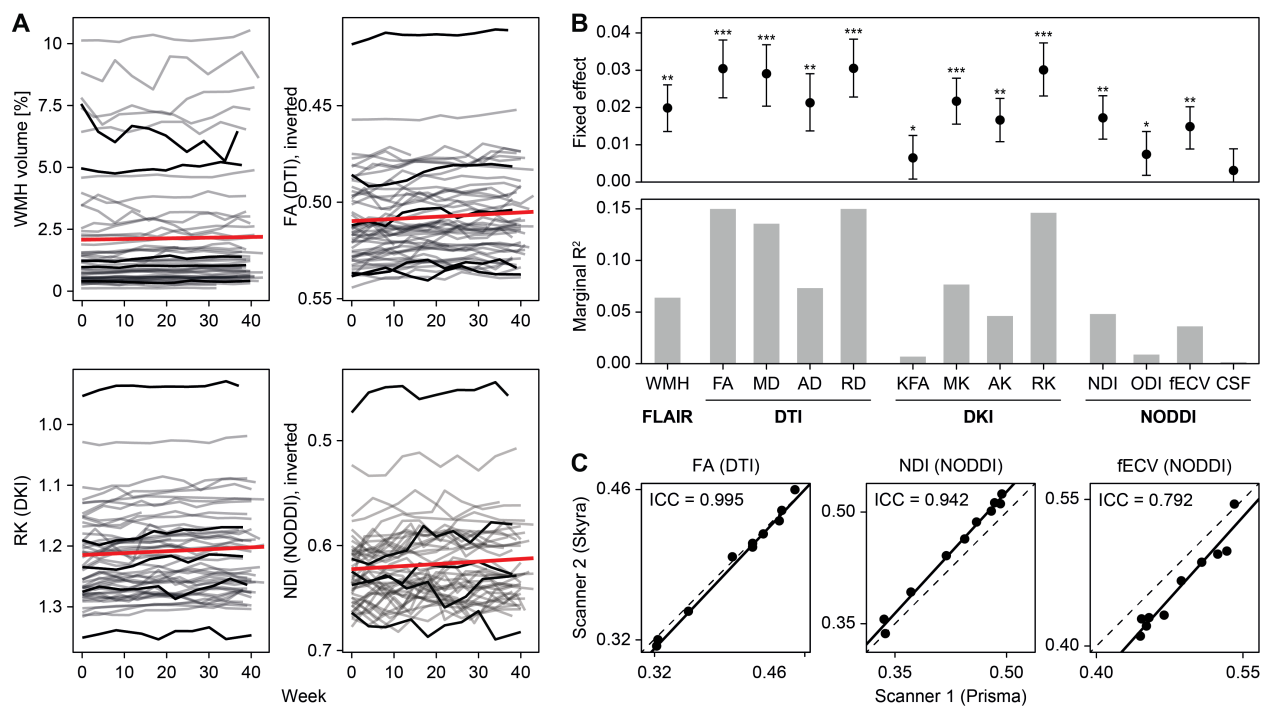 A
WMH volume [%]
10
7.5
5.0
2.5
0
0 10 20 30 40
FA (DTI), inverted
0.45
0.50
0.55
0 10 20 30 40
RK (DKI)
1.0
1.1
1.2
1.3
0 10 20 30 40
NDI (NODDI), inverted
0.5
0.6
0.7
0 10 20 30 40
Week
B
Fixed effect
0.04
0.03
0.02
0.01
0.00
** *** *** ** *** * *** ** *** ** * **
Marginal R²
0.15
0.10
0.05
0.00
WMH FA MD AD RD KFA MK AK RK NDI ODI fECV CSF
FLAIR DTI DKI NODDI
C
Scanner 2 (Skyra)
FA (DTI)
ICC = 0.995
0.46
0.32
0.32 0.46
NDI (NODDI)
ICC = 0.942
0.50
0.35
0.35 0.50
fECV (NODDI)
ICC = 0.792
0.55
0.40
0.40 0.55
Scanner 1 (Prisma)